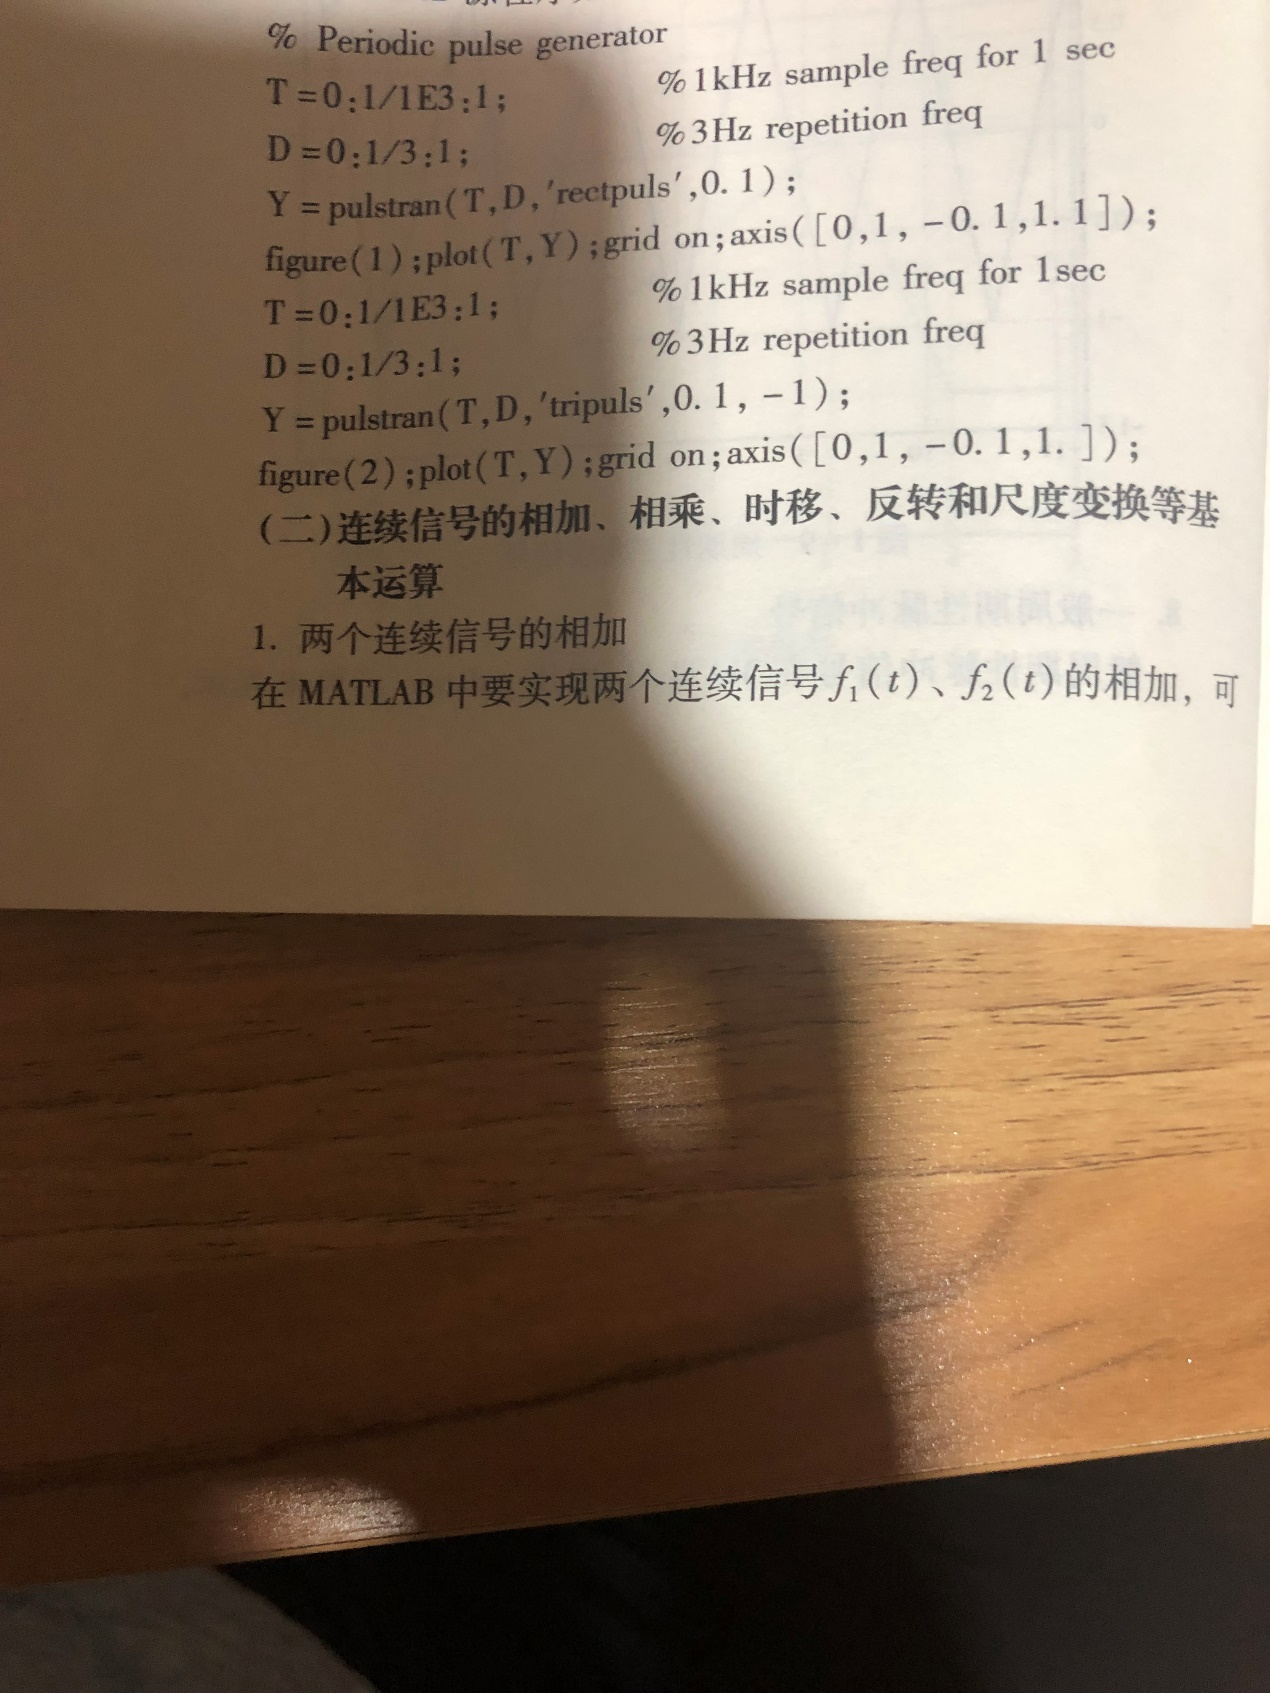 % Periodic pulse generator
T=0:1/1E3:1; %1kHz sample freq for 1 sec
D=0:1/3:1; %3Hz repetition freq
Y=pulstran(T,D,'rectpuls',0.1);
figure(1);plot(T,Y);grid on;axis([0,1,-0.1,1.1]);
T=0:1/1E3:1; %1kHz sample freq for 1sec
D=0:1/3:1; %3Hz repetition freq
Y=pulstran(T,D,'tripuls',0.1,-1);
figure(2);plot(T,Y);grid on;axis([0,1,-0.1,1.]);
(二)连续信号的相加、相乘、时移、反转和尺度变换等基
本运算
1. 两个连续信号的相加
在 MATLAB 中要实现两个连续信号f₁(t)、f₂(t)的相加,可